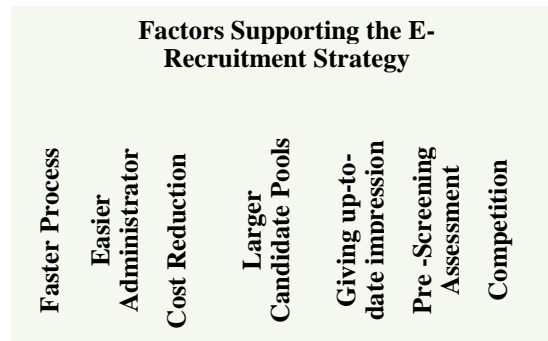 Factors Supporting the E-
Recruitment Strategy
Faster Process
Easier
Administrator
Cost Reduction
Larger
Candidate Pools
Giving up-to-
date impression
Pre -Screening
Assessment
Competition